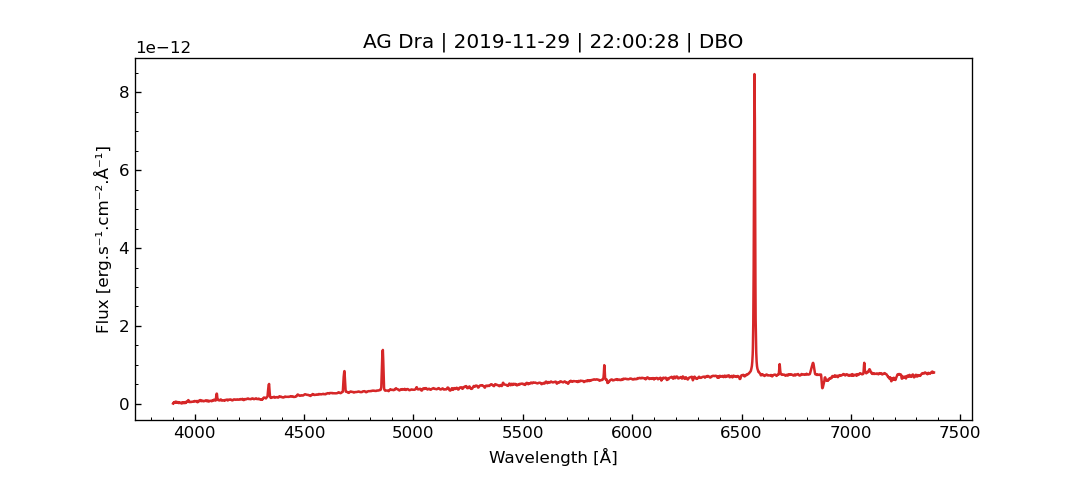 AG Dra | 2019-11-29 | 22:00:28 | DBO
1e−12
8
6
4
2
0
Flux [erg.s⁻¹.cm⁻².Å⁻¹]
4000 4500 5000 5500 6000 6500 7000 7500
Wavelength [Å]